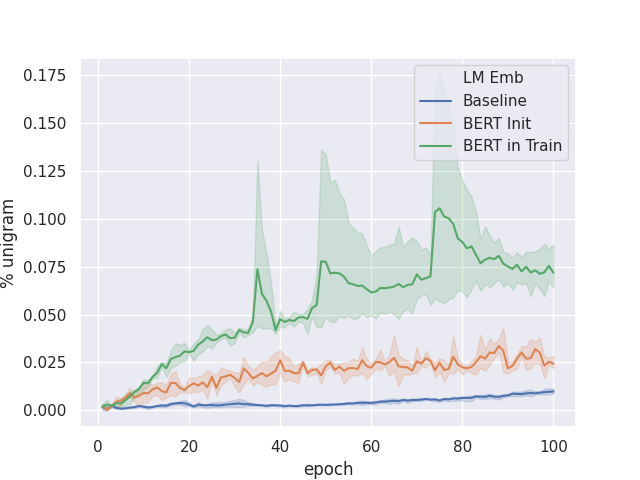 0.175
0.150
0.125
0.100
0.075
0.050
0.025
0.000
% unigram
0 20 40 60 80 100
epoch
LM Emb
Baseline
BERT Init
BERT in Train